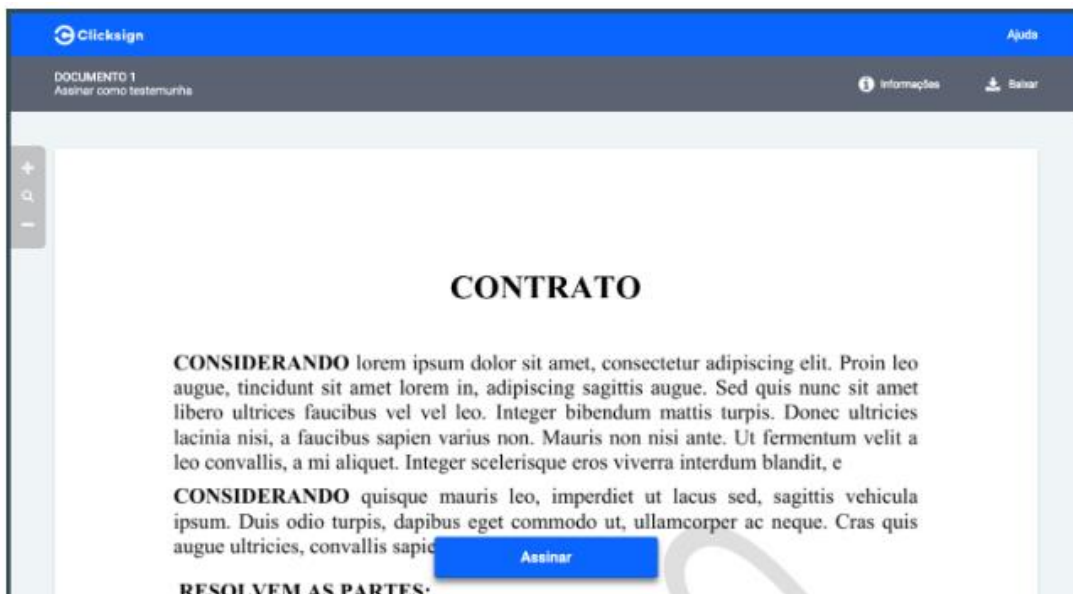 Clicksign
Ajuda
DOCUMENTO 1
Assinar como testemunha
Informações
Baixar
CONTRATO
CONSIDERANDO lorem ipsum dolor sit amet, consectetur adipiscing elit. Proin leo
augue, tincidunt sit amet lorem in, adipiscing sagittis augue. Sed quis nunc sit amet
libero ultrices faucibus vel vel leo. Integer bibendum mattis turpis. Donec ultricies
lacinia nisi, a faucibus sapien varius non. Mauris non nisi ante. Ut fermentum velit a
leo convallis, a mi aliquet. Integer scelerisque eros viverra interdum blandit, e
CONSIDERANDO quisque mauris leo, imperdiet ut lacus sed, sagittis vehicula
ipsum. Duis odio turpis, dapibus eget commodo ut, ullamcorper ac neque. Cras quis
augue ultricies, convallis sapie
Assinar
RESOLVEM AS PARTES: